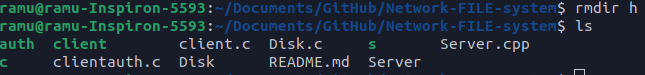 ramu@ramu-Inspiron-5593:~/Documents/GitHub/Network-FILE-system$ rmdir h
ramu@ramu-Inspiron-5593:~/Documents/GitHub/Network-FILE-system$ ls
auth client client.c Disk.c s Server.cpp
c clientauth.c Disk README.md Server